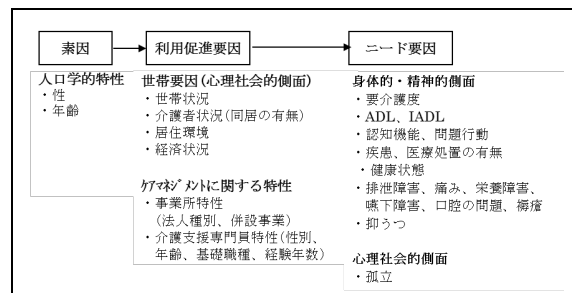 素因
利用促進要因
ニード要因
人口学的特性
・性
・年齢
世帯要因(心理社会的側面)
・世帯状況
・介護者状況(同居の有無)
・居住環境
・経済状況
ケアマネジメントに関する特性
・事業所特性
(法人種別、併設事業)
・介護支援専門員特性(性別、
年齢、基礎職種、経験年数)
身体的・精神的側面
・要介護度
・ADL、IADL
・認知機能、問題行動
・疾患、医療処置の有無
・健康状態
・排泄障害、痛み、栄養障害、
嚥下障害、口腔の問題、褥瘡
・抑うつ
心理社会的側面
・孤立